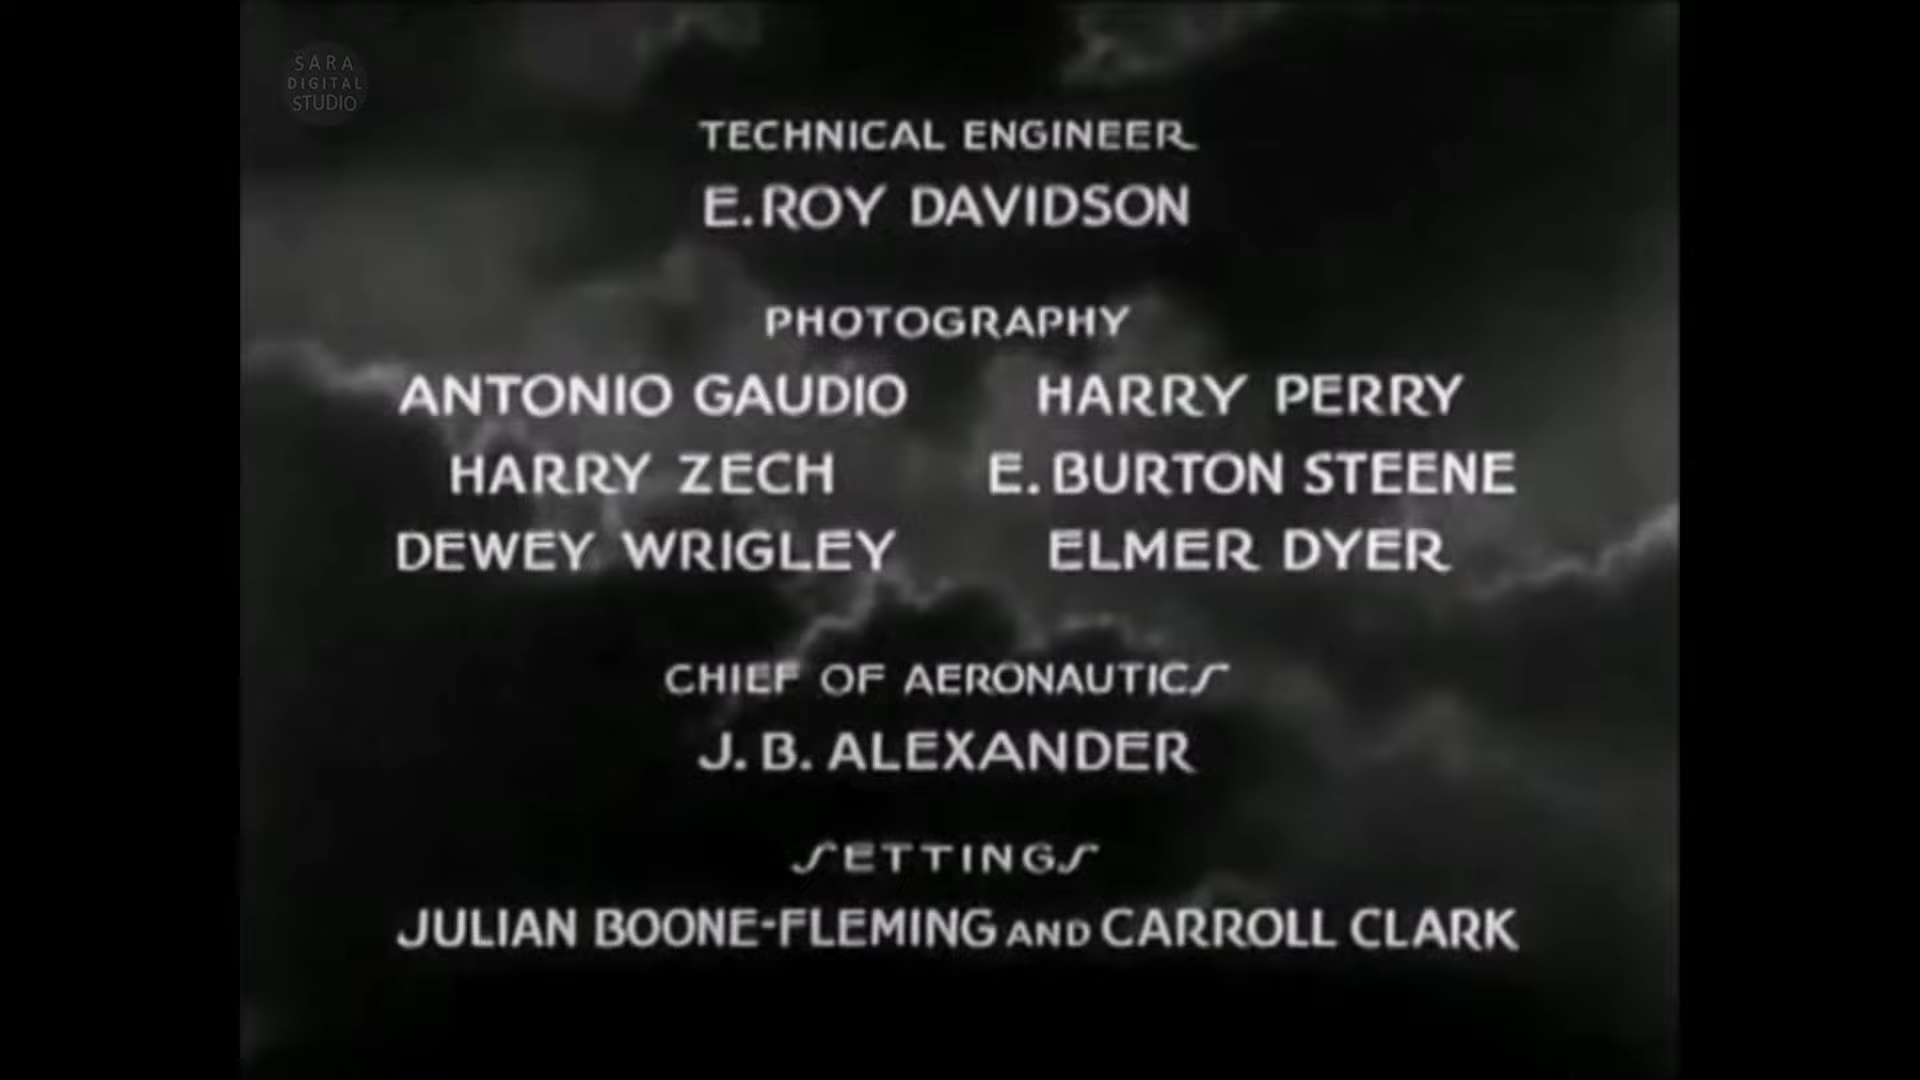 SARA
DIGITAL
STUDIO
TECHNICAL ENGINEER
E. ROY DAVIDSON
PHOTOGRAPHY
ANTONIO GAUDIO HARRY PERRY
HARRY ZECH E. BURTON STEENE
DEWEY WRIGLEY ELMER DYER
CHIEF OF AERONAUTICS
J. B. ALEXANDER
SETTINGS
JULIAN BOONE-FLEMING AND CARROLL CLARK